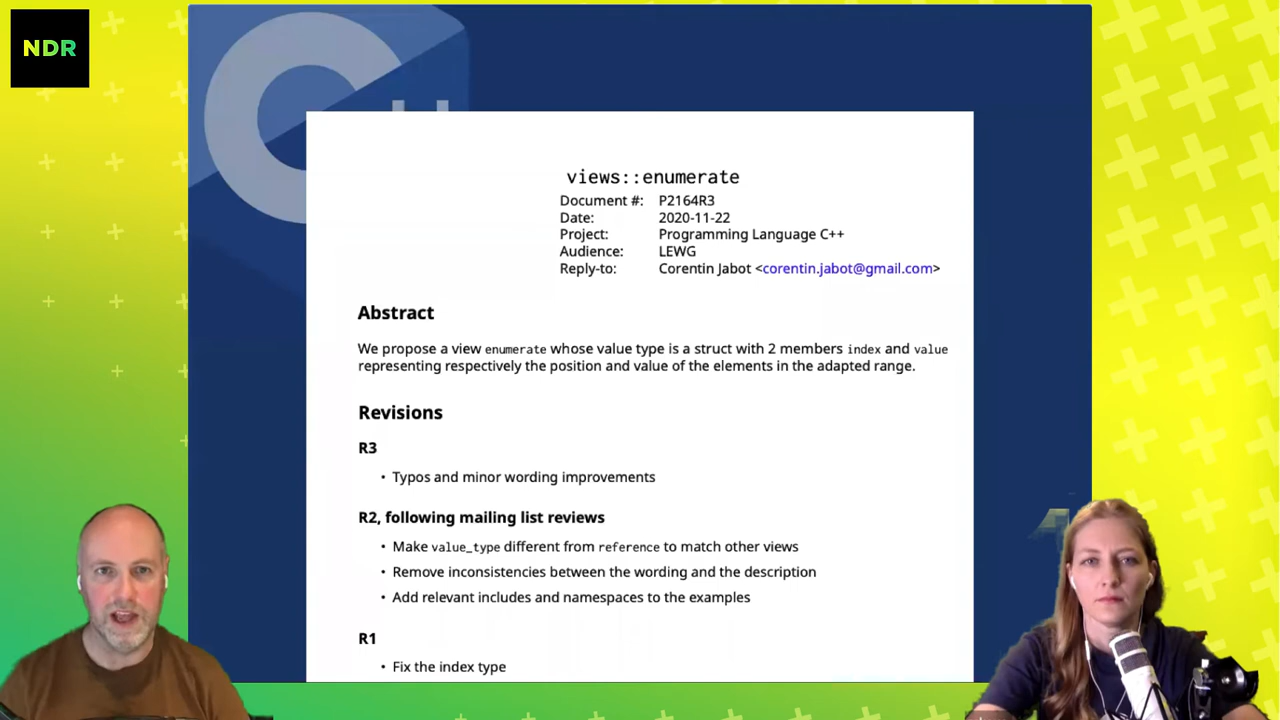 NDR
views::enumerate
Document #: P2164R3
Date: 2020-11-22
Project: Programming Language C++
Audience: LEWG
Reply-to: Corentin Jabot <corentin.jabot@gmail.com>
Abstract
We propose a view enumerate whose value type is a struct with 2 members index and value
representing respectively the position and value of the elements in the adapted range.
Revisions
R3
• Typos and minor wording improvements
R2, following mailing list reviews
• Make value_type different from reference to match other views
• Remove inconsistencies between the wording and the description
• Add relevant includes and namespaces to the examples
R1
• Fix the index type